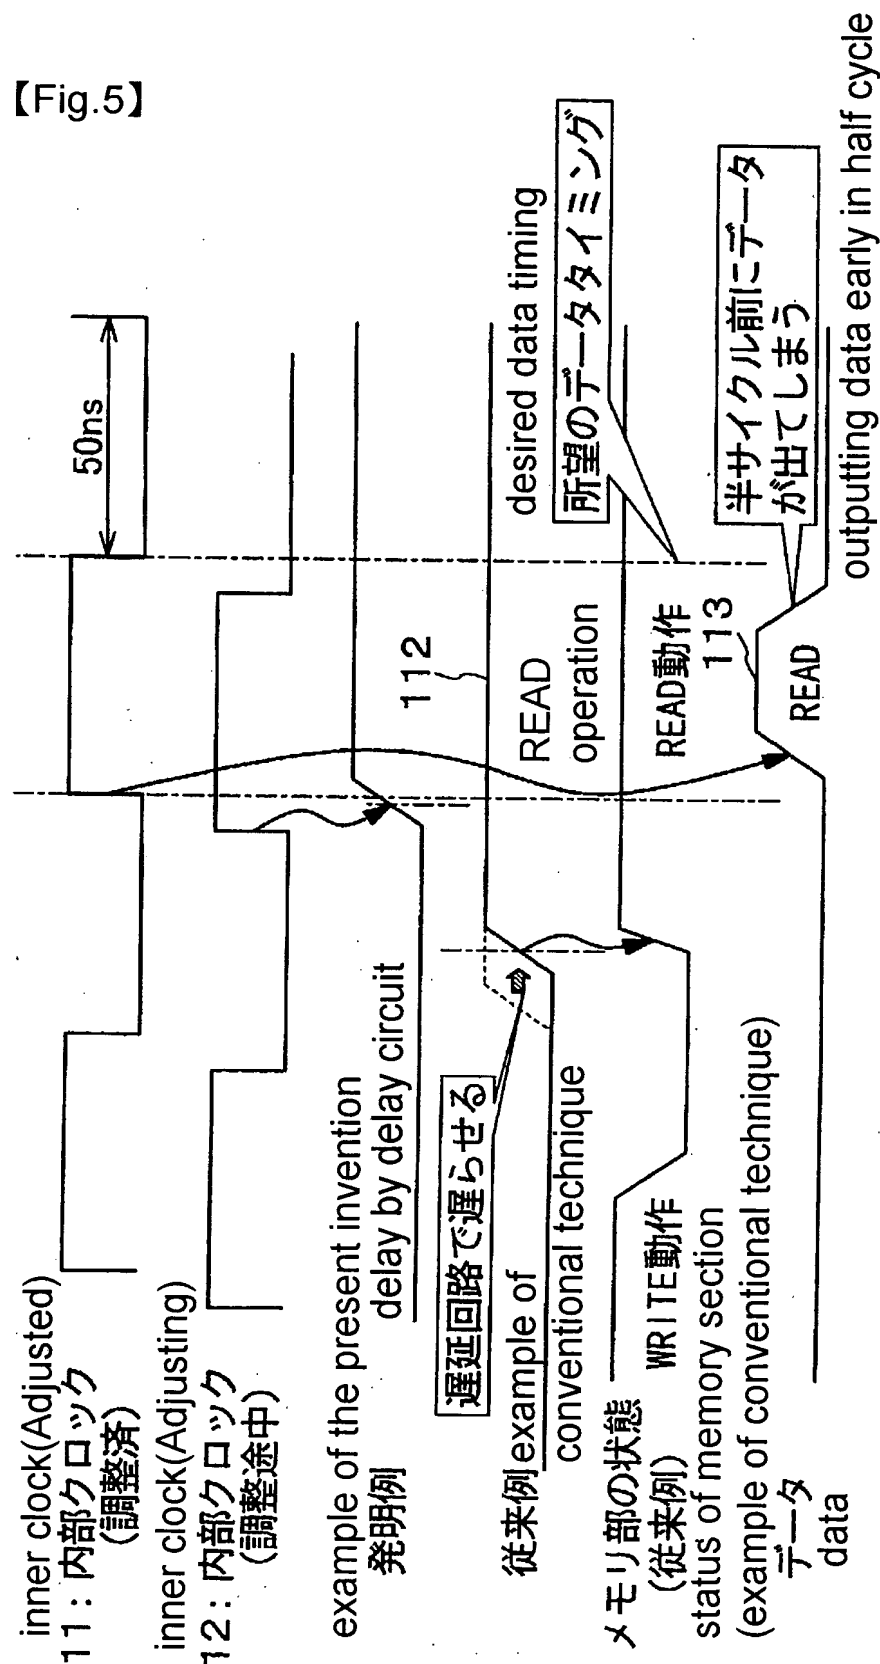 【Fig.5】
inner clock(Adjusted)
11：内部クロック
(調整済)
50ns
inner clock(Adjusting)
12：内部クロック
(調整途中)
example of the present invention
発明例
delay by delay circuit
遅延回路で遅らせる
112
従来例 example of
conventional technique
desired data timing
所望のデータタイミング
READ
operation
メモリ部の状態
(従来例)
WRITE動作
READ動作
status of memory section
(example of conventional technique)
113
データ
data
READ
半サイクル前にデータ
が出てしまう
outputting data early in half cycle